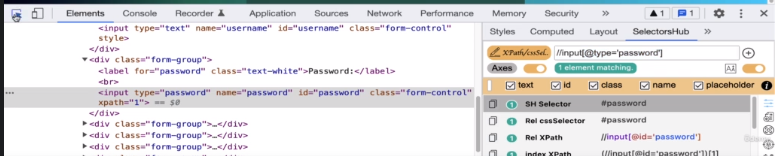 Elements Console Recorder Application Sources Network Performance Memory Security » 1 1
<input type="text" name="username" id="username" class="form-control"
style>
</div>
<div class="form-group">
<label for="password" class="text-white">Password:</label>
<br>
<input type="password" name="password" id="password" class="form-control"
xpath="1"> == $0
</div>
<div class="form-group">…</div>
<div class="form-group">…</div>
<div class="form-group">…</div>
Styles Computed Layout SelectorsHub »
XPath/cssSel.. //input[@type='password']
Axes 1 element matching.
text id class name placeholder
1 SH Selector #password
1 Rel cssSelector #password
1 Rel XPath //input[@id='password']
1 index XPath (//input[@id='password'])[1]